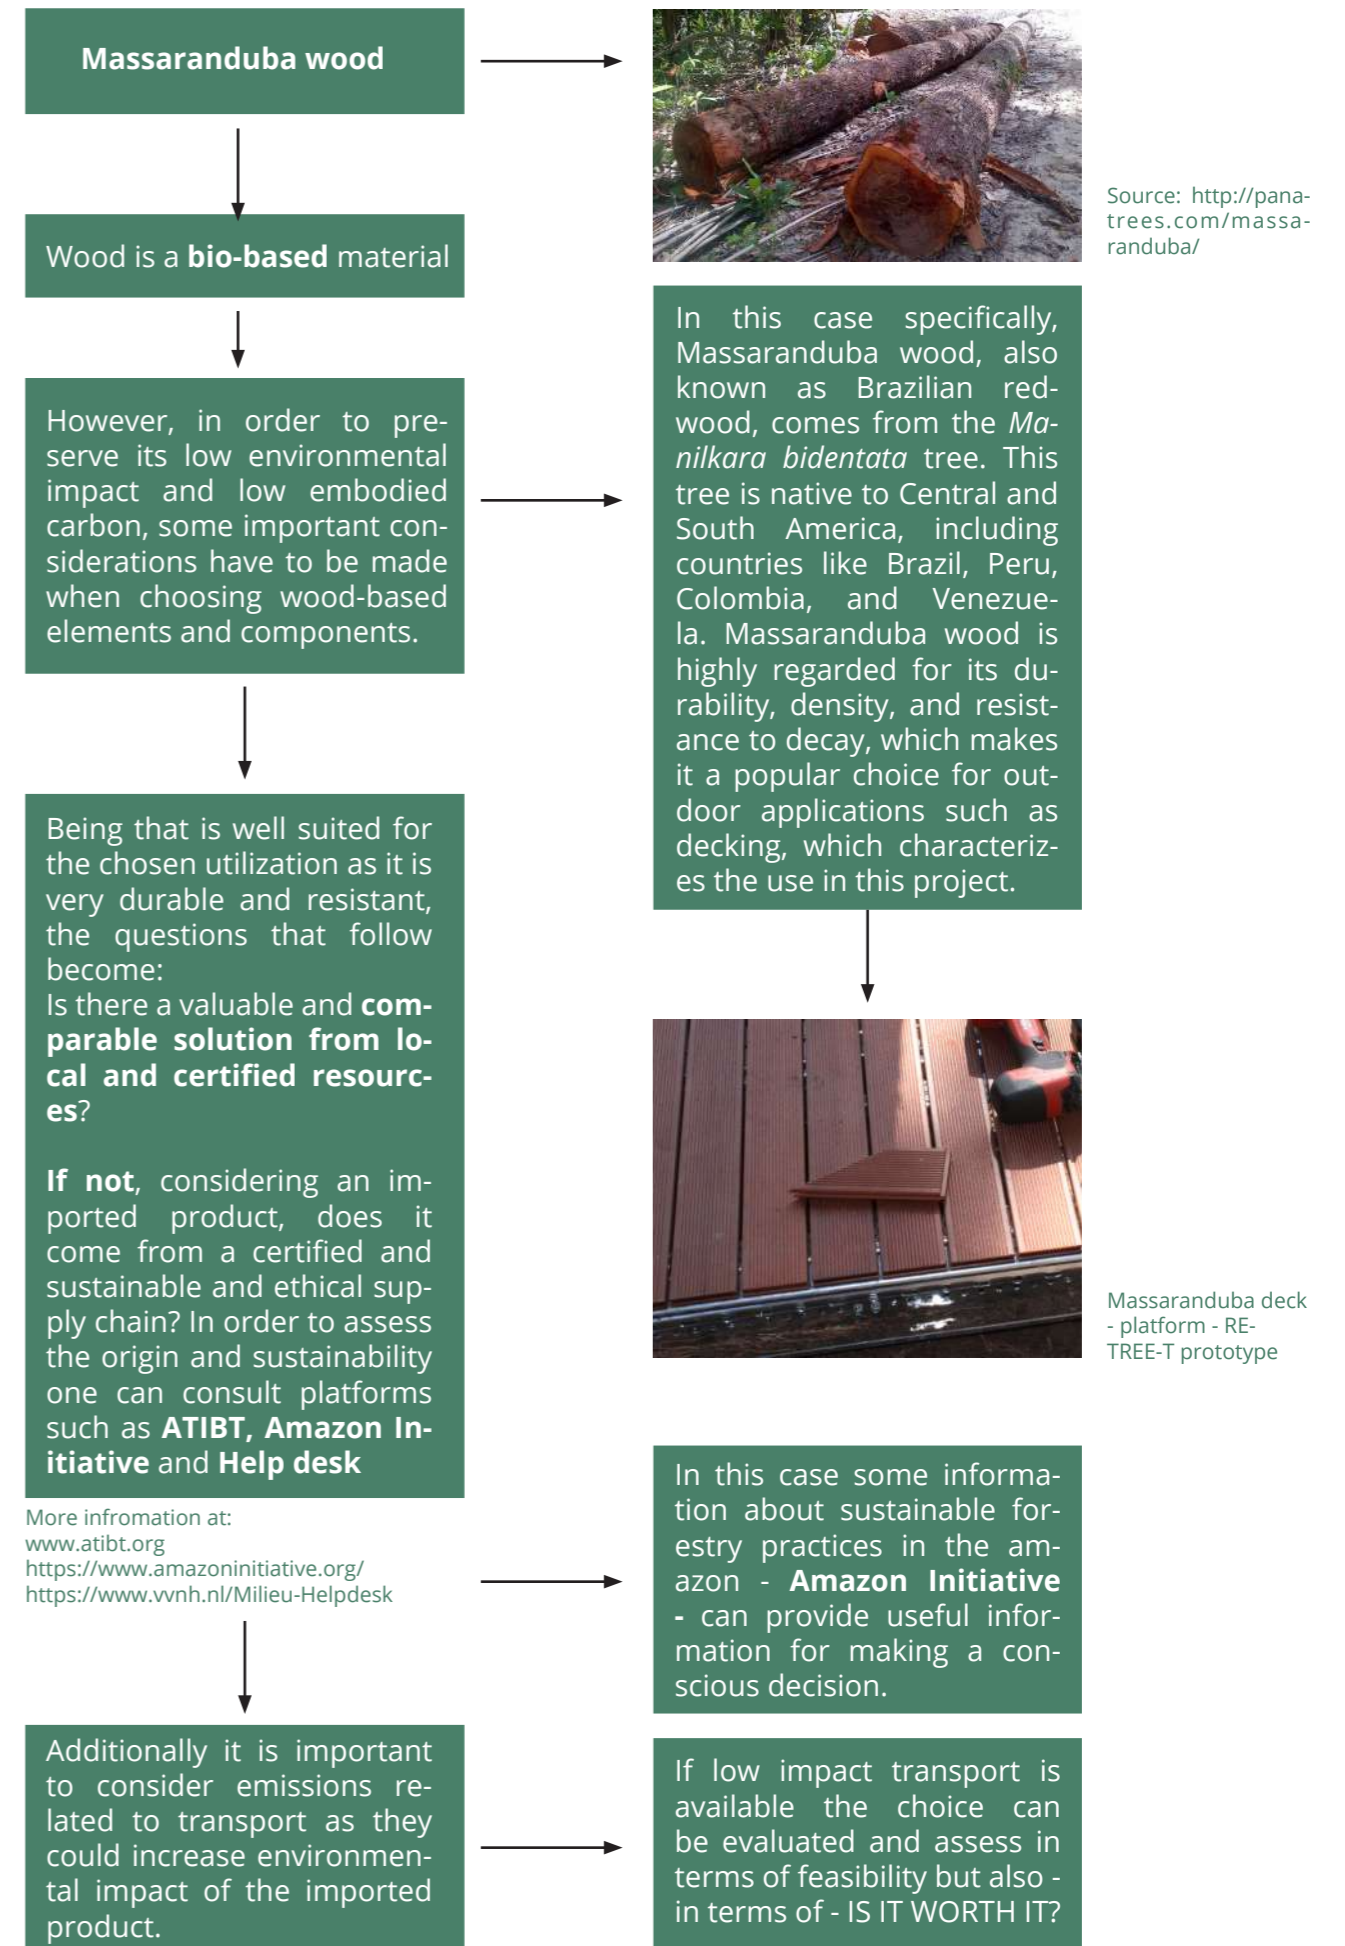 Massaranduba wood
Source: http://pana-
trees.com/massa-
randuba/
Wood is a bio-based material
However, in order to pre-
serve its low environmental
impact and low embodied
carbon, some important con-
siderations have to be made
when choosing wood-based
elements and components.
In this case specifically,
Massaranduba wood, also
known as Brazilian red-
wood, comes from the Ma-
nilkara bidentata tree. This
tree is native to Central and
South America, including
countries like Brazil, Peru,
Colombia, and Venezue-
la. Massaranduba wood is
highly regarded for its du-
rability, density, and resist-
ance to decay, which makes
it a popular choice for out-
door applications such as
decking, which characteriz-
es the use in this project.
Being that is well suited for
the chosen utilization as it is
very durable and resistant,
the questions that follow
become:
Is there a valuable and com-
parable solution from lo-
cal and certified resourc-
es?
If not, considering an im-
ported product, does it
come from a certified and
sustainable and ethical sup-
ply chain? In order to assess
the origin and sustainability
one can consult platforms
such as ATIBT, Amazon In-
itiative and Help desk
Massaranduba deck
- platform - RE-
TREE-T prototype
More infromation at:
www.atibt.org
https://www.amazoninitiative.org/
https://www.vvnh.nl/Milieu-Helpdesk
In this case some informa-
tion about sustainable for-
estry practices in the am-
azon - Amazon Initiative
- can provide useful infor-
mation for making a con-
scious decision.
Additionally it is important
to consider emissions re-
lated to transport as they
could increase environmen-
tal impact of the imported
product.
If low impact transport is
available the choice can
be evaluated and assess in
terms of feasibility but also -
in terms of - IS IT WORTH IT?